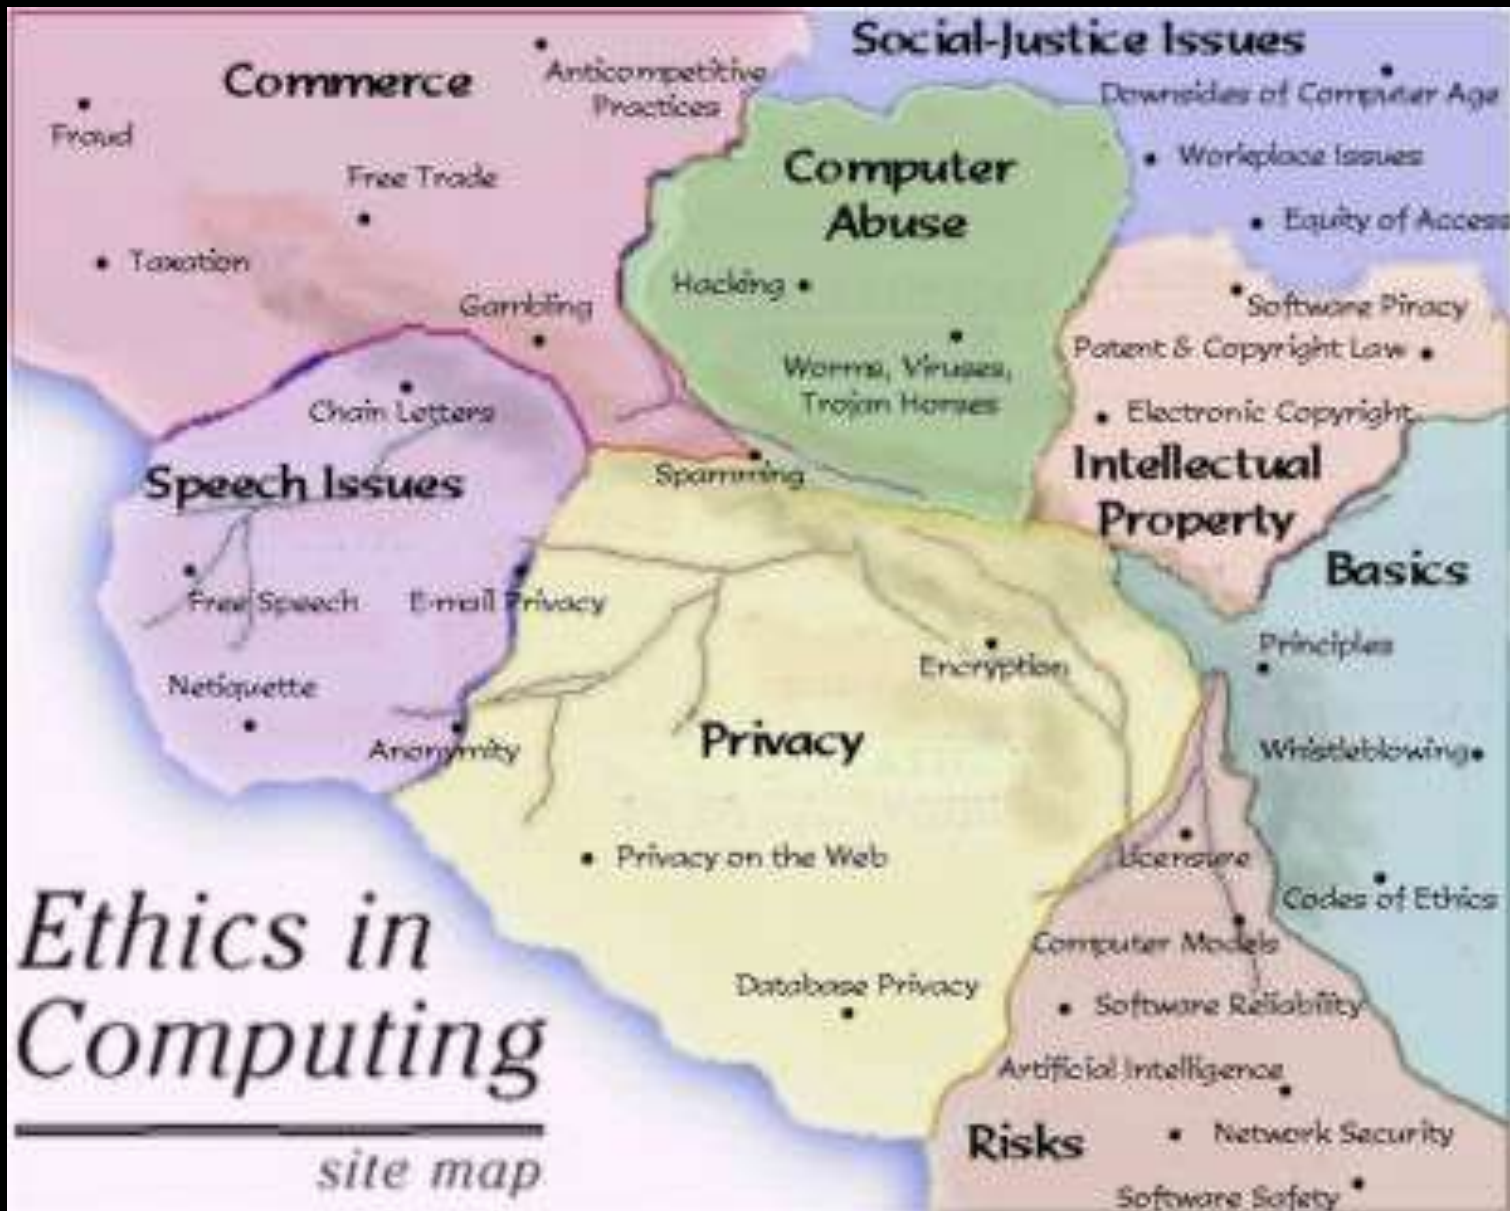 Social-Justice Issues
Commerce
Anticompetitive
Practices
Downsides of Computer Age
Fraud
Workplace Issues
Computer
Abuse
Free Trade
Equity of Access
Taxation
Hacking
Gambling
Software Piracy
Patent & Copyright Law
Worms, Viruses,
Trojan Horses
Chain Letters
Electronic Copyright
Intellectual
Property
Speech Issues
Spamming
Basics
Free Speech
E-mail Privacy
Principles
Encryption
Netiquette
Anonymity
Privacy
Whistleblowing
Privacy on the Web
Licensure
Codes of Ethics
Ethics in
Computing
site map
Computer Models
Database Privacy
Software Reliability
Artificial Intelligence
Risks
Network Security
Software Safety